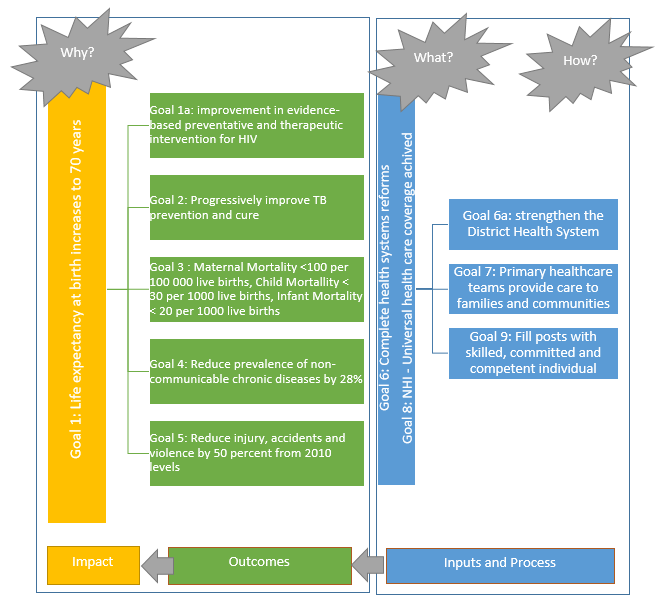 Why?
What?
How?
Goal 1: Life expectancy at birth increases to 70 years
Goal 1a: improvement in evidence-
based preventative and therapeutic
intervention for HIV
Goal 2: Progressively improve TB
prevention and cure
Goal 3 : Maternal Mortality <100 per
100 000 live births, Child Mortallity <
30 per 1000 live births, Infant Mortality
< 20 per 1000 live births
Goal 4: Reduce prevalence of non-
communicable chronic diseases by 28%
Goal 5: Reduce injury, accidents and
violence by 50 percent from 2010
levels
Goal 6: Complete health systems reforms
Goal 8: NHI - Universal health care coverage achived
Goal 6a: strengthen the
District Health System
Goal 7: Primary healthcare
teams provide care to
families and communities
Goal 9: Fill posts with
skilled, committed and
competent individual
Impact
Outcomes
Inputs and Process